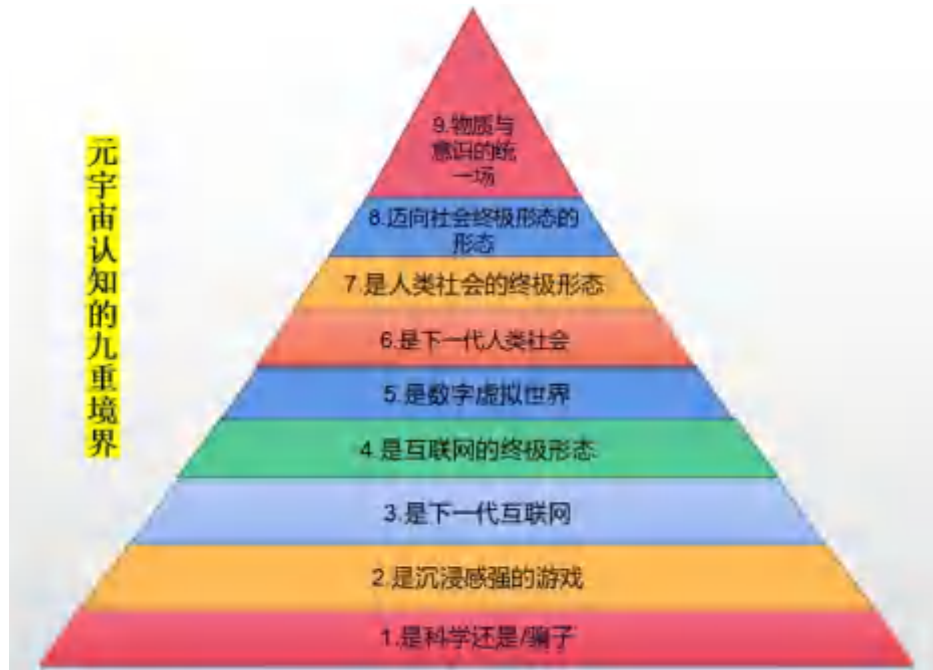 元宇宙认知的九重境界
9.物质与
意识的统
一场
8.迈向社会终极形态的
形态
7.是人类社会的终极形态
6.是下一代人类社会
5.是数字虚拟世界
4.是互联网的终极形态
3.是下一代互联网
2.是沉浸感强的游戏
1.是科学还是/骗子